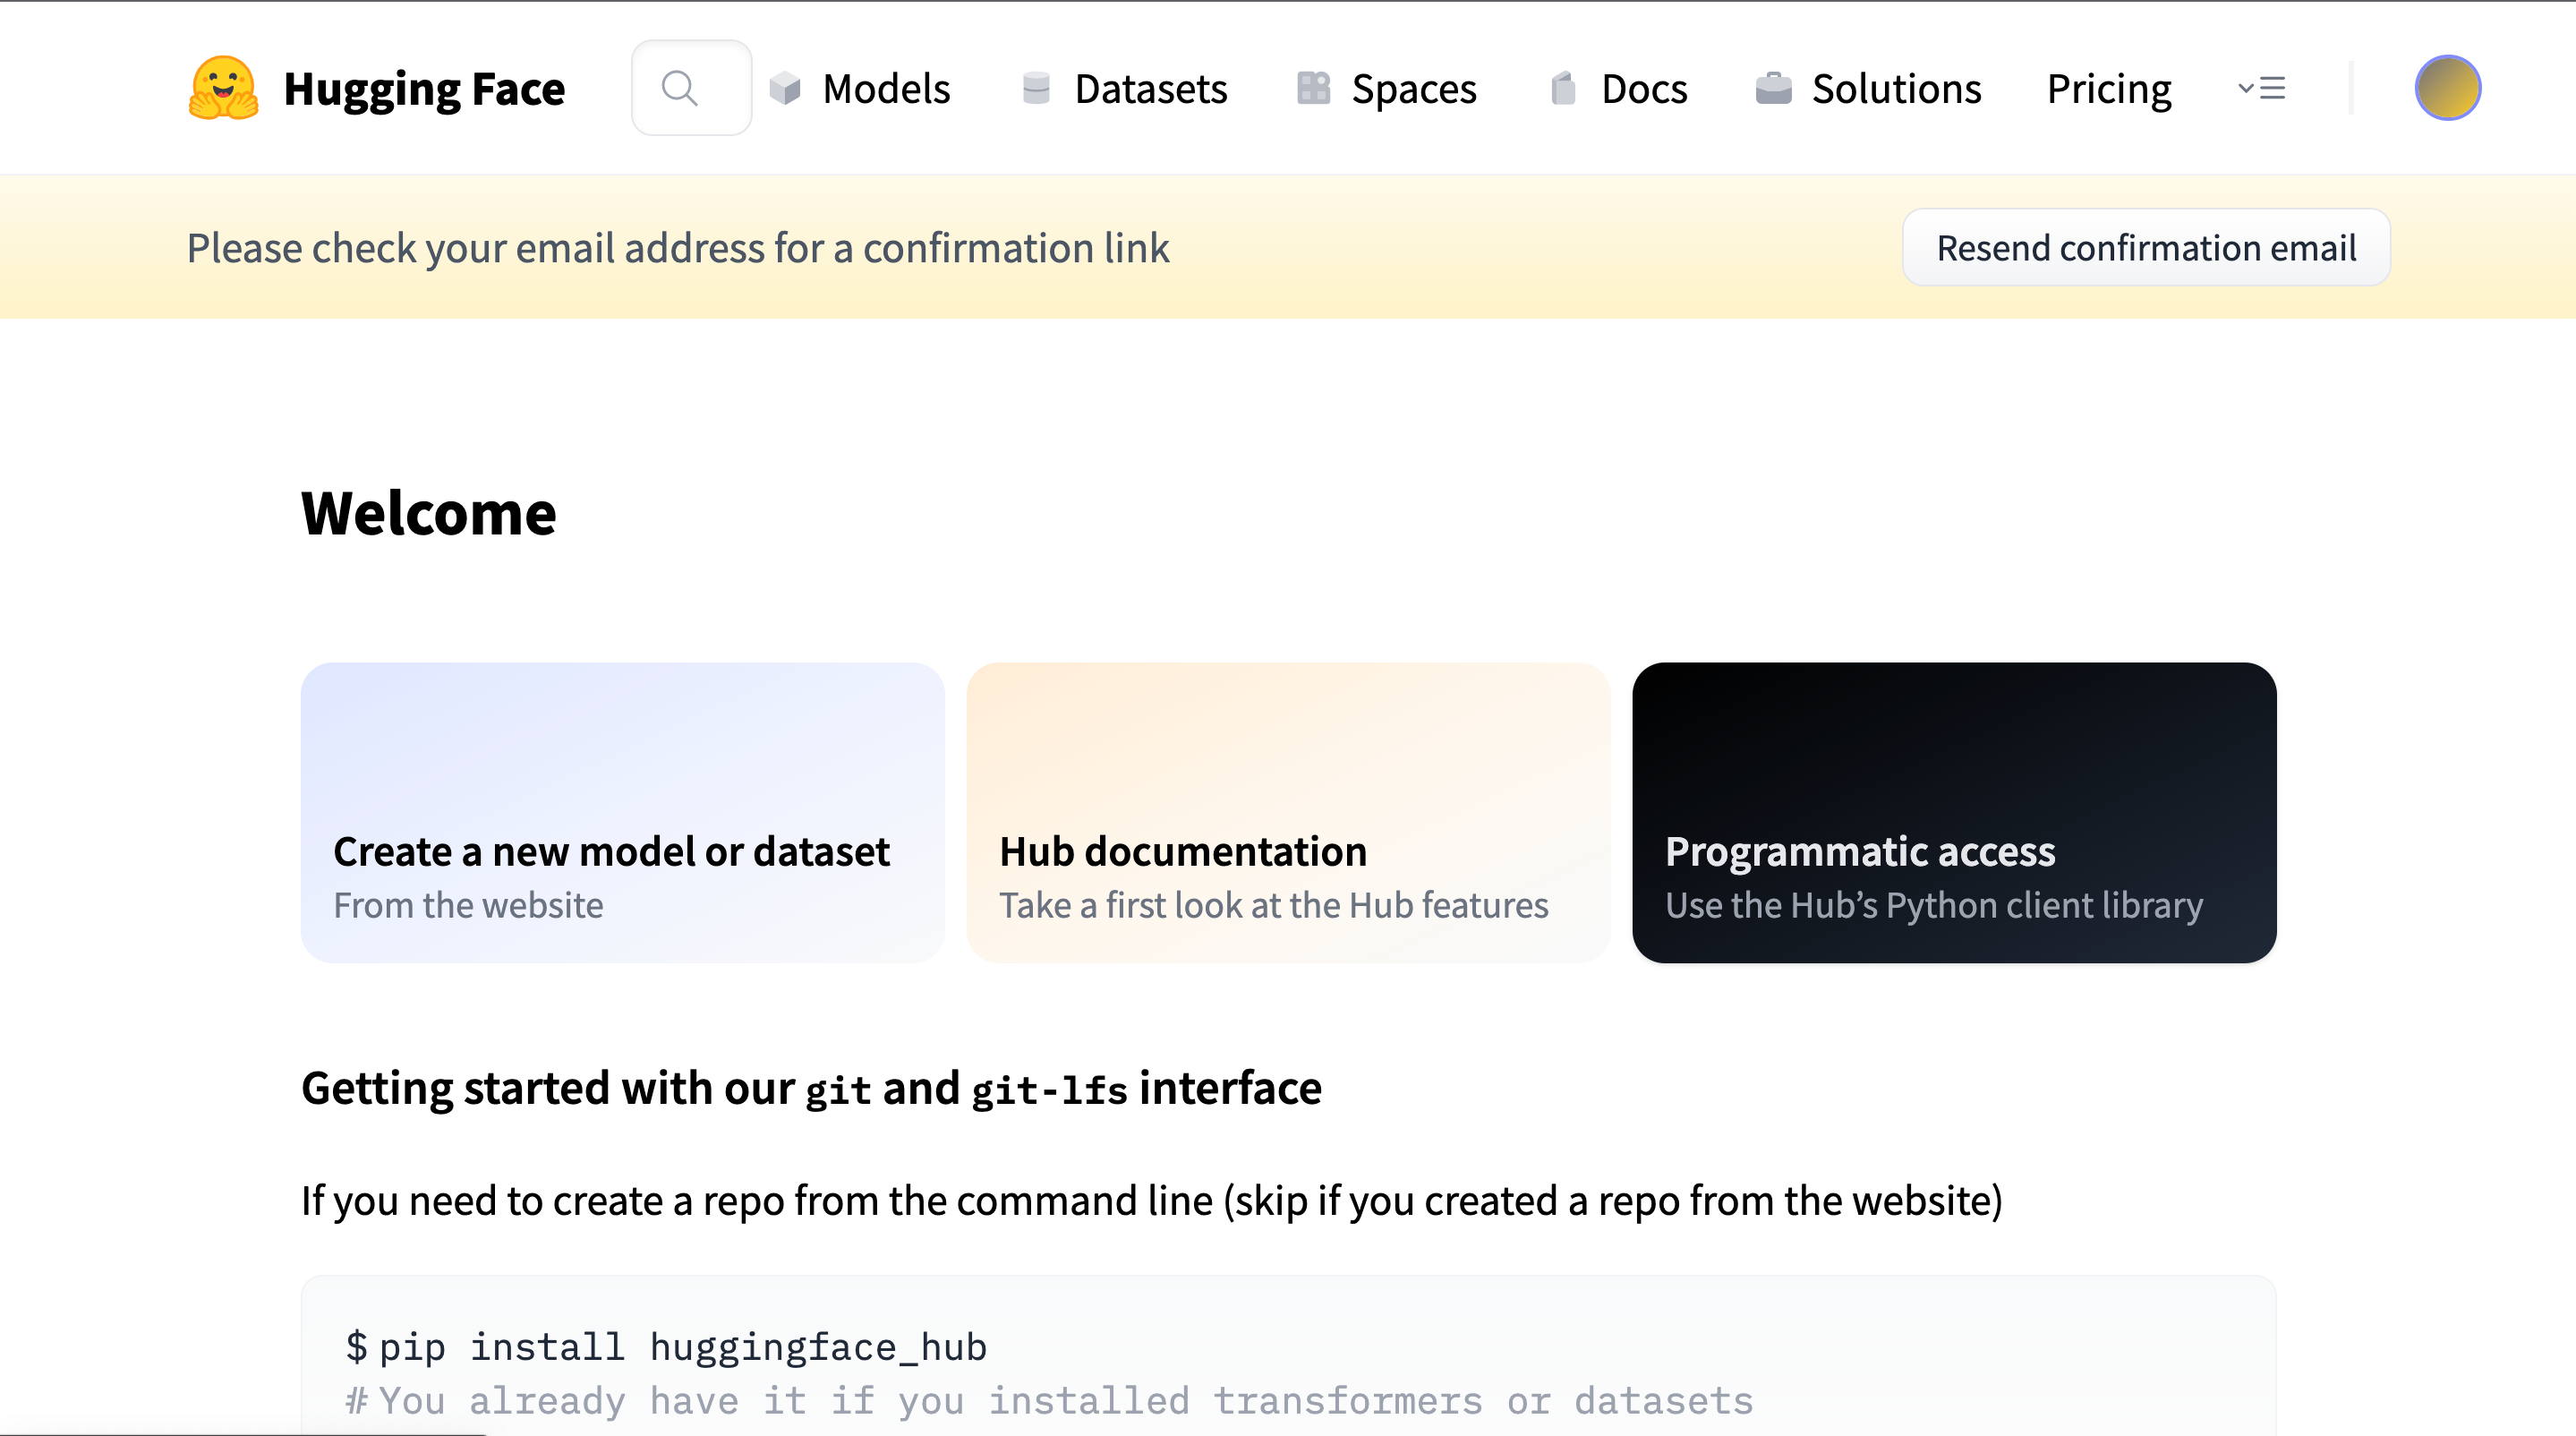 Hugging Face
Models
Datasets
Spaces
Docs
Solutions
Pricing
Please check your email address for a confirmation link
Resend confirmation email
Welcome
Create a new model or dataset
From the website
Hub documentation
Take a first look at the Hub features
Programmatic access
Use the Hub’s Python client library
Getting started with our git and git-lfs interface
If you need to create a repo from the command line (skip if you created a repo from the website)
$ pip install huggingface_hub
# You already have it if you installed transformers or datasets